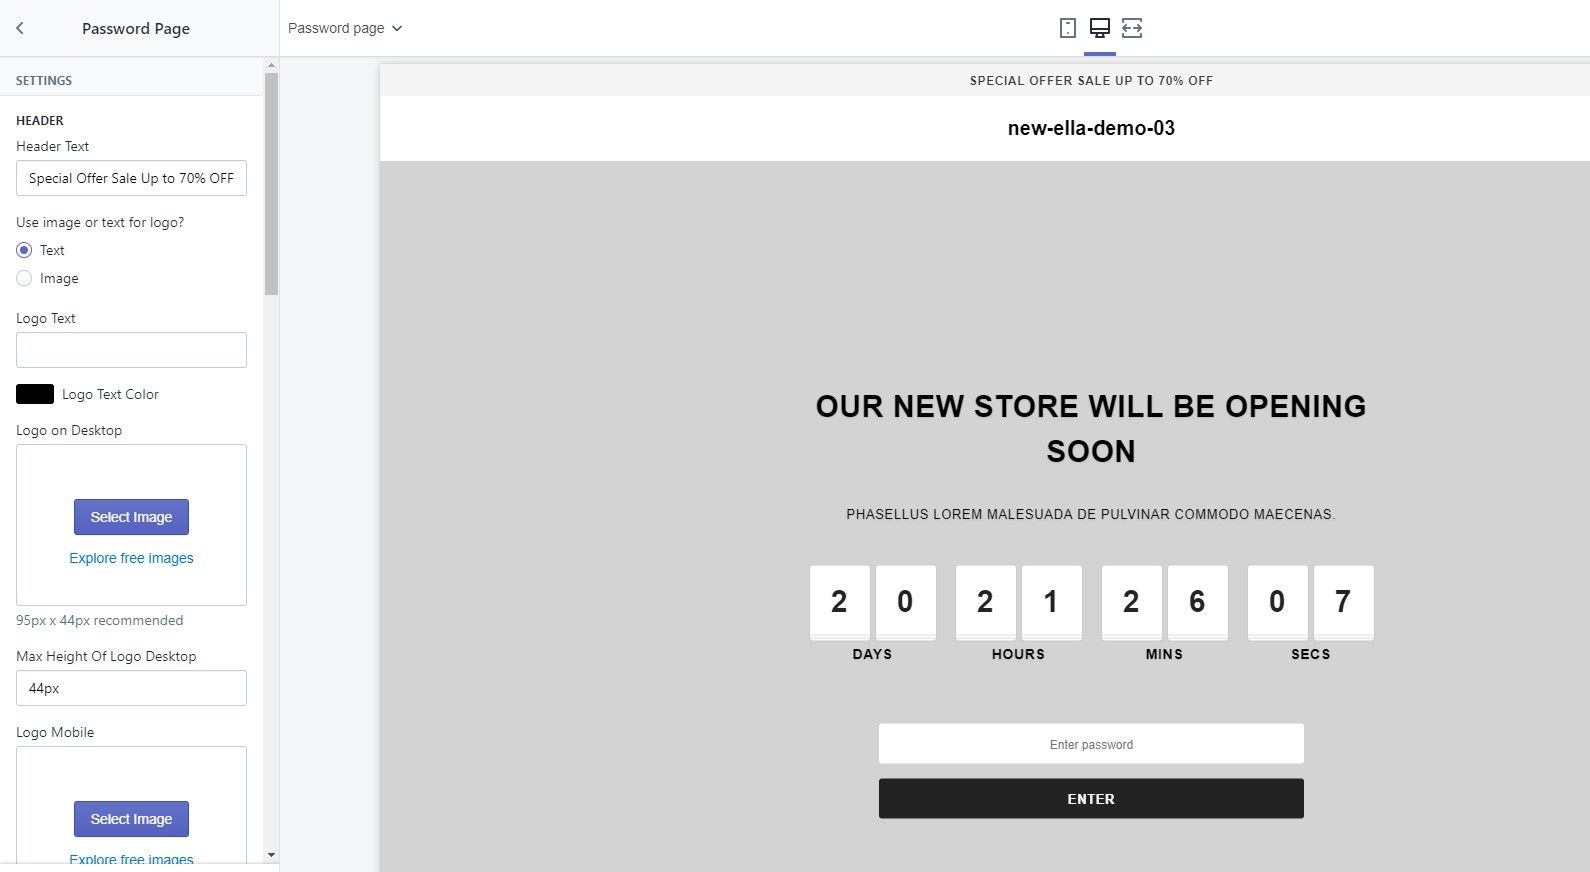 Password Page
Password page
SETTINGS
HEADER
Header Text
Special Offer Sale Up to 70% OFF
Use image or text for logo?
Text
Image
Logo Text
Logo Text Color
Logo on Desktop
Select Image
Explore free images
95px x 44px recommended
Max Height Of Logo Desktop
44px
Logo Mobile
Select Image
Explore free images
SPECIAL OFFER SALE UP TO 70% OFF
new-ella-demo-03
OUR NEW STORE WILL BE OPENING
SOON
PHASELLUS LOREM MALESUADA DE PULVINAR COMMODO MAECENAS.
2 0 2 1 2 6 0 7
DAYS HOURS MINS SECS
Enter password
ENTER